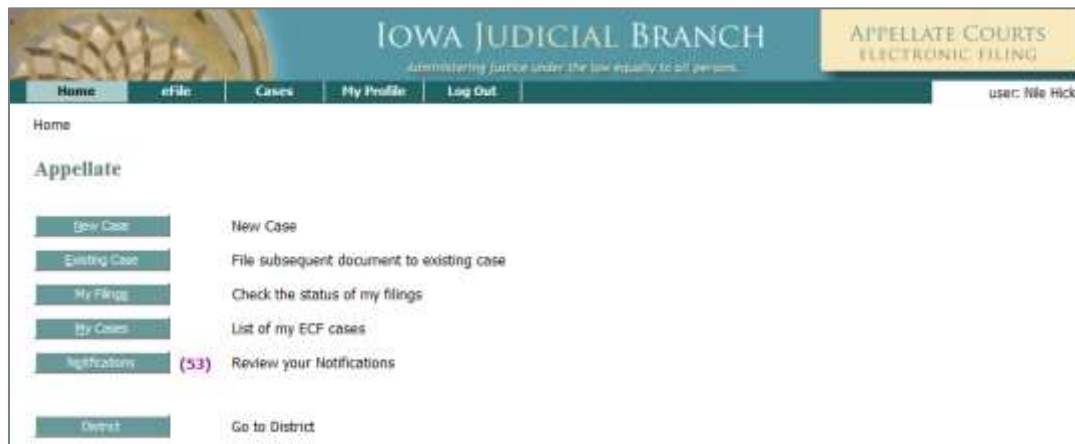 IOWA JUDICIAL BRANCH
Administering justice under the law equally to all persons.
APPELLATE COURTS
ELECTRONIC FILING
Home eFile Cases My Profile Log Out user: Nile Hick
Home
Appellate
New Case New Case
Existing Case File subsequent document to existing case
My Filings Check the status of my filings
My Cases List of my ECF cases
Notifications (53) Review your Notifications
District Go to District